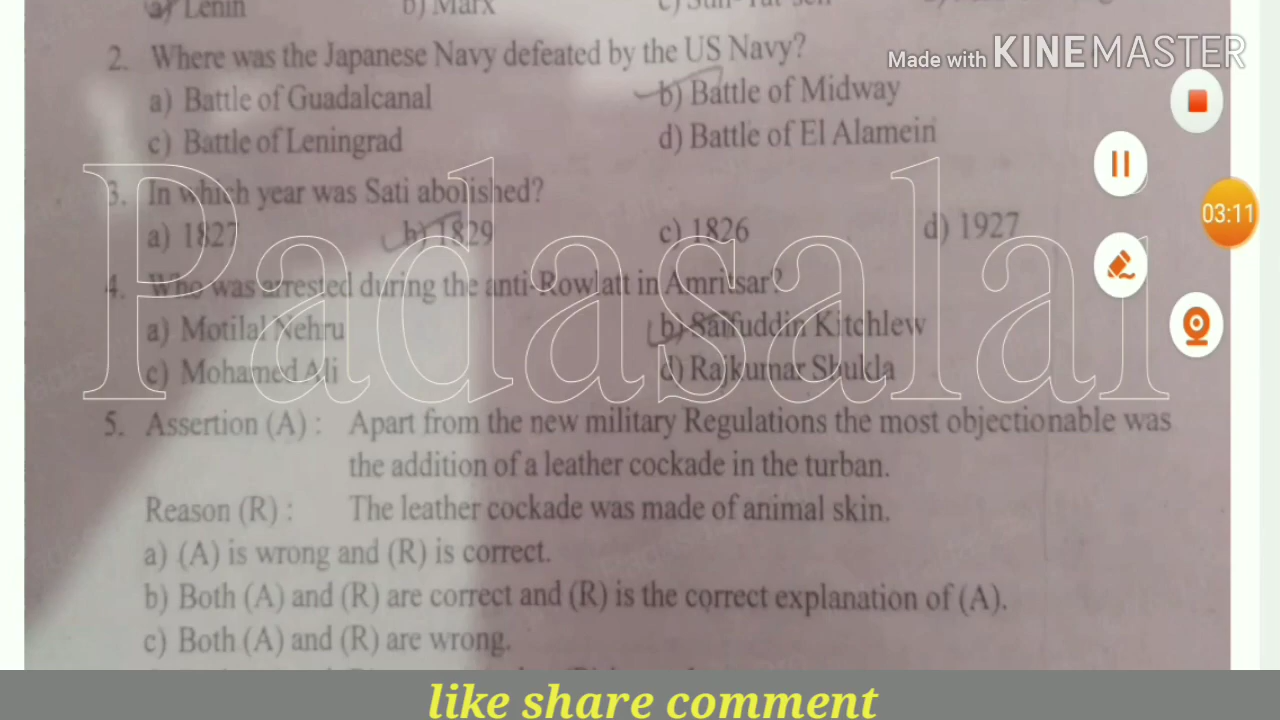 a) Lenin b) Marx
2. Where was the Japanese Navy defeated by the US Navy?
a) Battle of Guadalcanal b) Battle of Midway
c) Battle of Leningrad d) Battle of El Alamein
3. In which year was Sati abolished?
a) 1827 b) 1829 c) 1826 d) 1927
4. Who was arrested during the anti-Rowlatt in Amritsar?
a) Motilal Nehru b) Saifuddin Kitchlew
c) Mohamed Ali d) Rajkumar Shukla
5. Assertion (A) : Apart from the new military Regulations the most objectionable was
the addition of a leather cockade in the turban.
Reason (R) : The leather cockade was made of animal skin.
a) (A) is wrong and (R) is correct.
b) Both (A) and (R) are correct and (R) is the correct explanation of (A).
c) Both (A) and (R) are wrong.
Padasalai
Made with KINEMASTER
03:11
like share comment